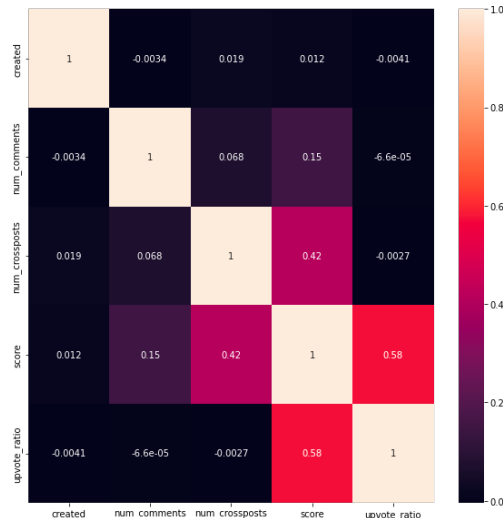 created 1 -0.0034 0.019 0.012 -0.0041
num_comments -0.0034 1 0.068 0.15 -6.6e-05
num_crossposts 0.019 0.068 1 0.42 -0.0027
score 0.012 0.15 0.42 1 0.58
upvote_ratio -0.0041 -6.6e-05 -0.0027 0.58 1
created num_comments num_crossposts score upvote_ratio
1.0
0.8
0.6
0.4
0.2
0.0